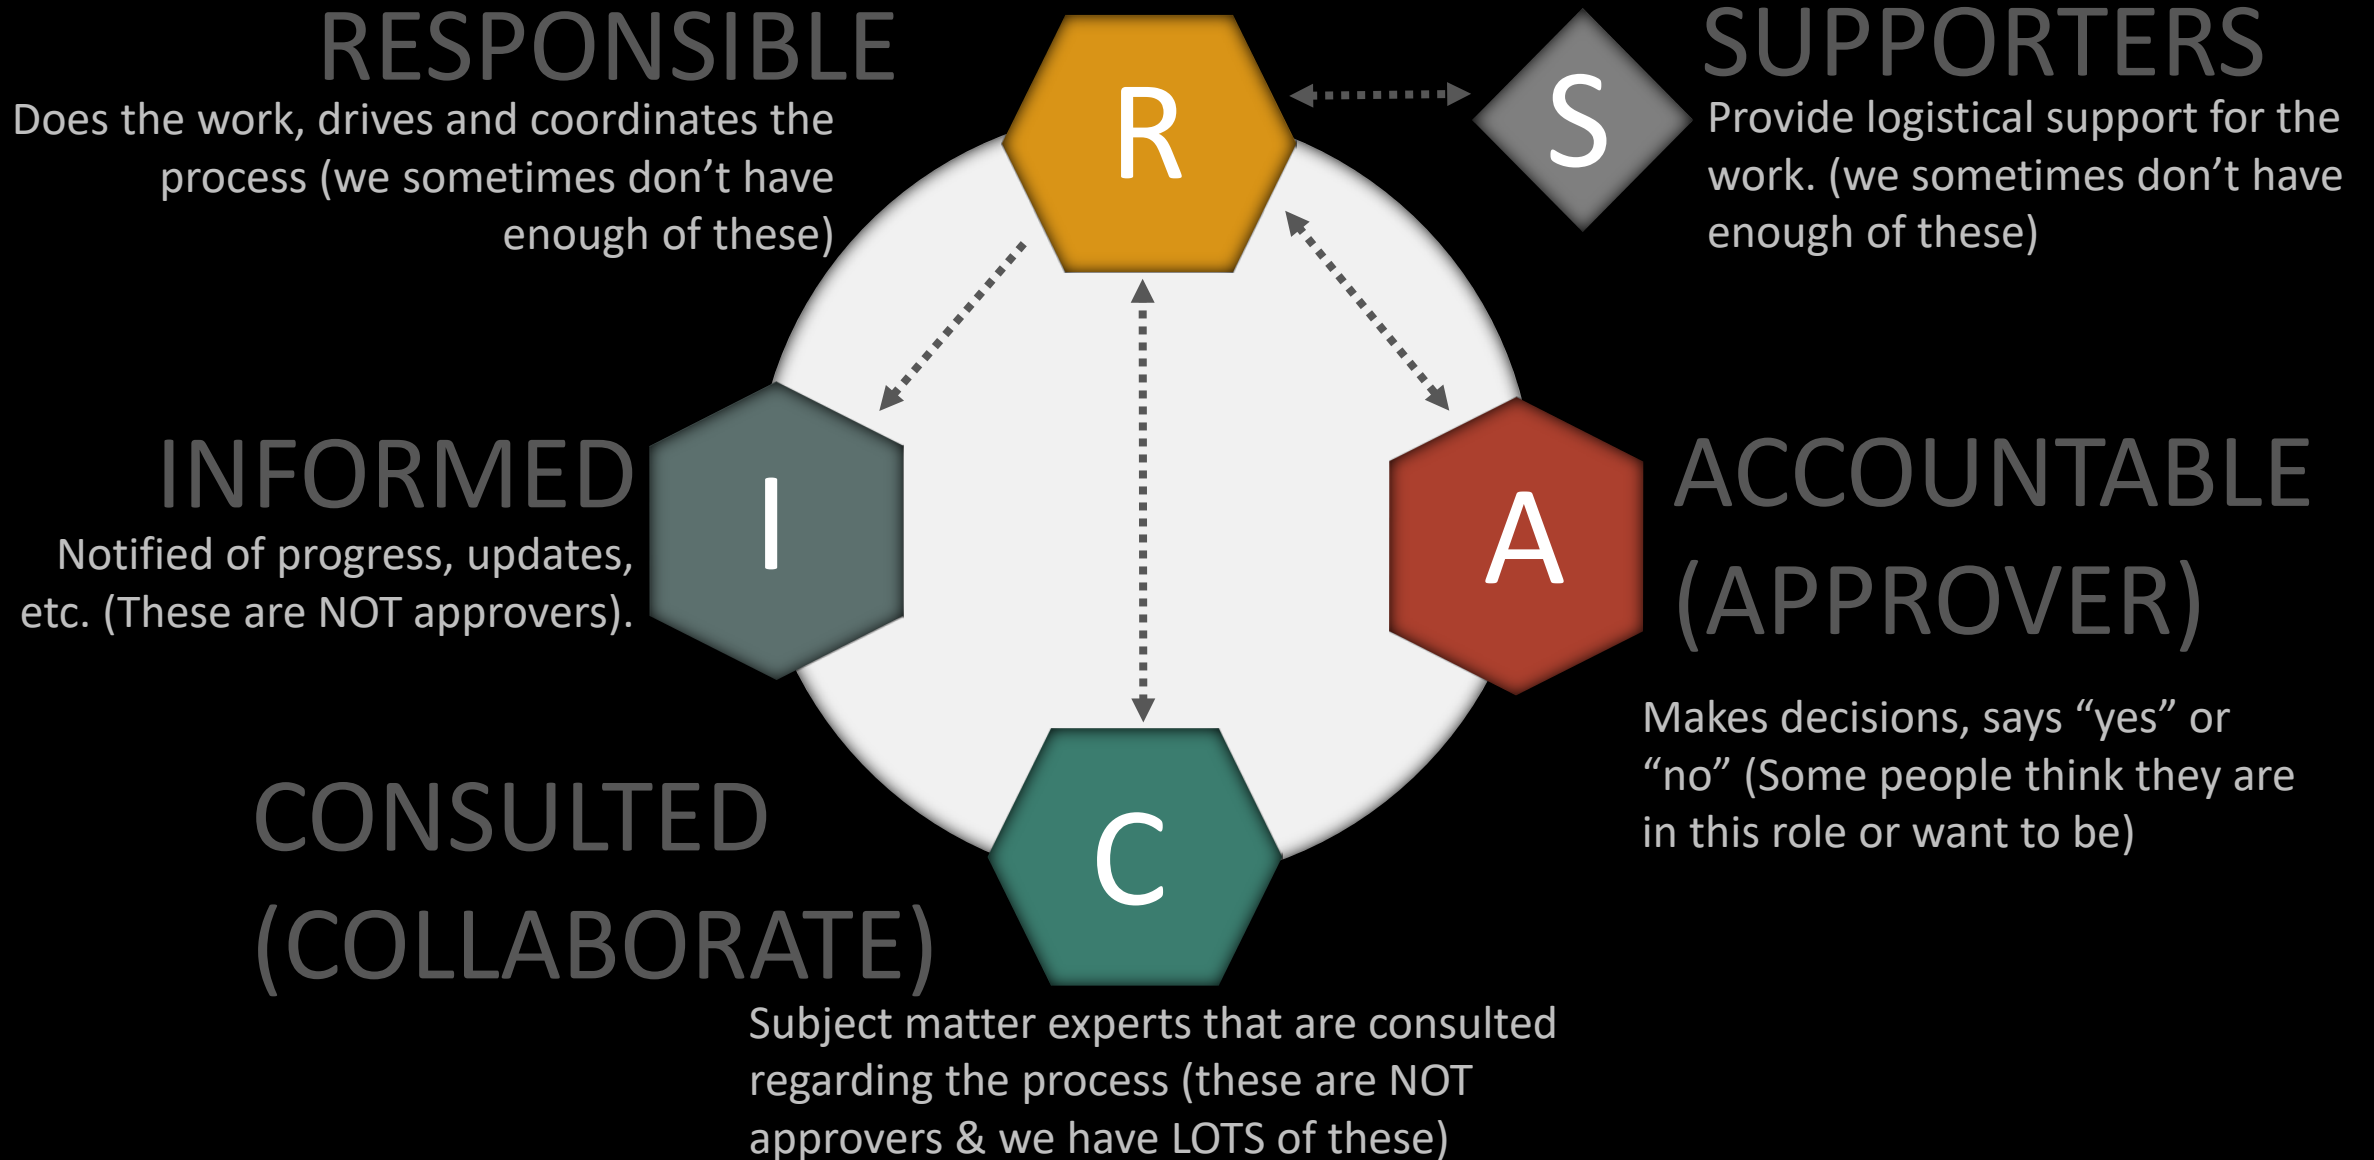 RESPONSIBLE
Does the work, drives and coordinates the
process (we sometimes don’t have
enough of these)
R
S
SUPPORTERS
Provide logistical support for the
work. (we sometimes don’t have
enough of these)
INFORMED
Notified of progress, updates,
etc. (These are NOT approvers).
I
A
ACCOUNTABLE
(APPROVER)
Makes decisions, says “yes” or
“no” (Some people think they are
in this role or want to be)
CONSULTED
(COLLABORATE)
C
Subject matter experts that are consulted
regarding the process (these are NOT
approvers & we have LOTS of these)